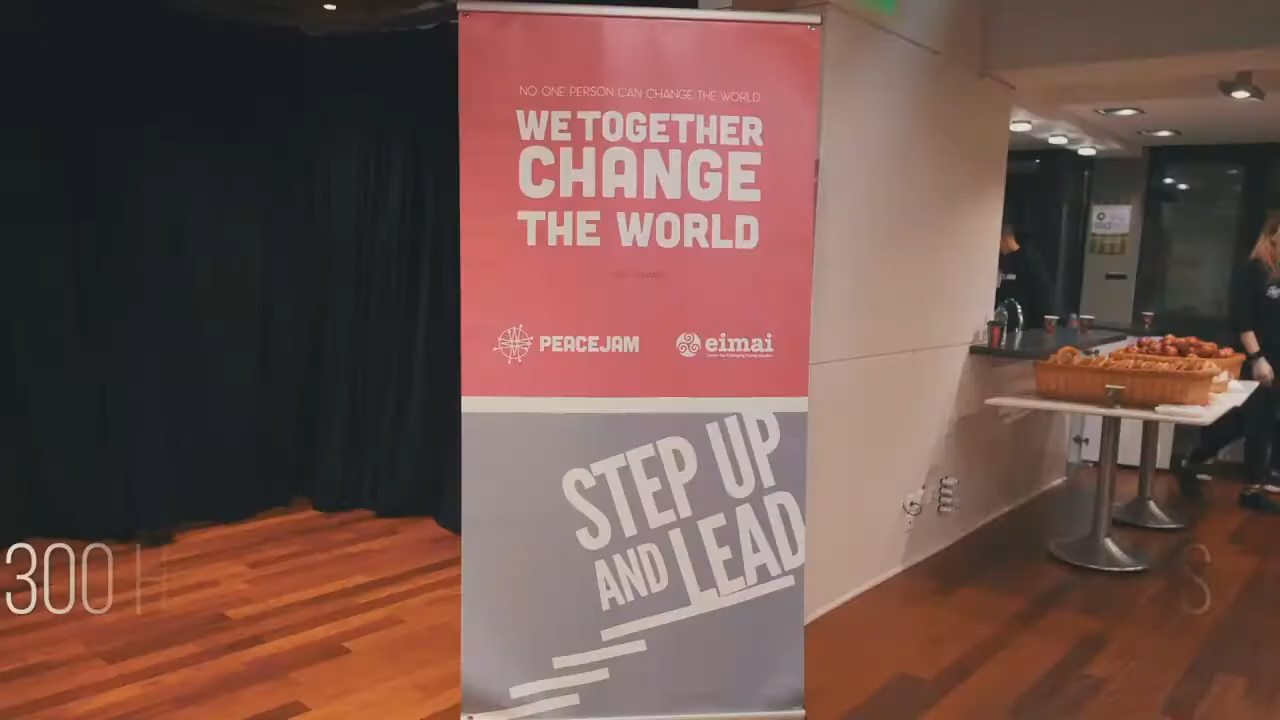 NO ONE PERSON CAN CHANGE THE WORLD
WE TOGETHER
CHANGE
THE WORLD
PEACEJAM
eimai
STEP UP
AND LEAD
300 H
S